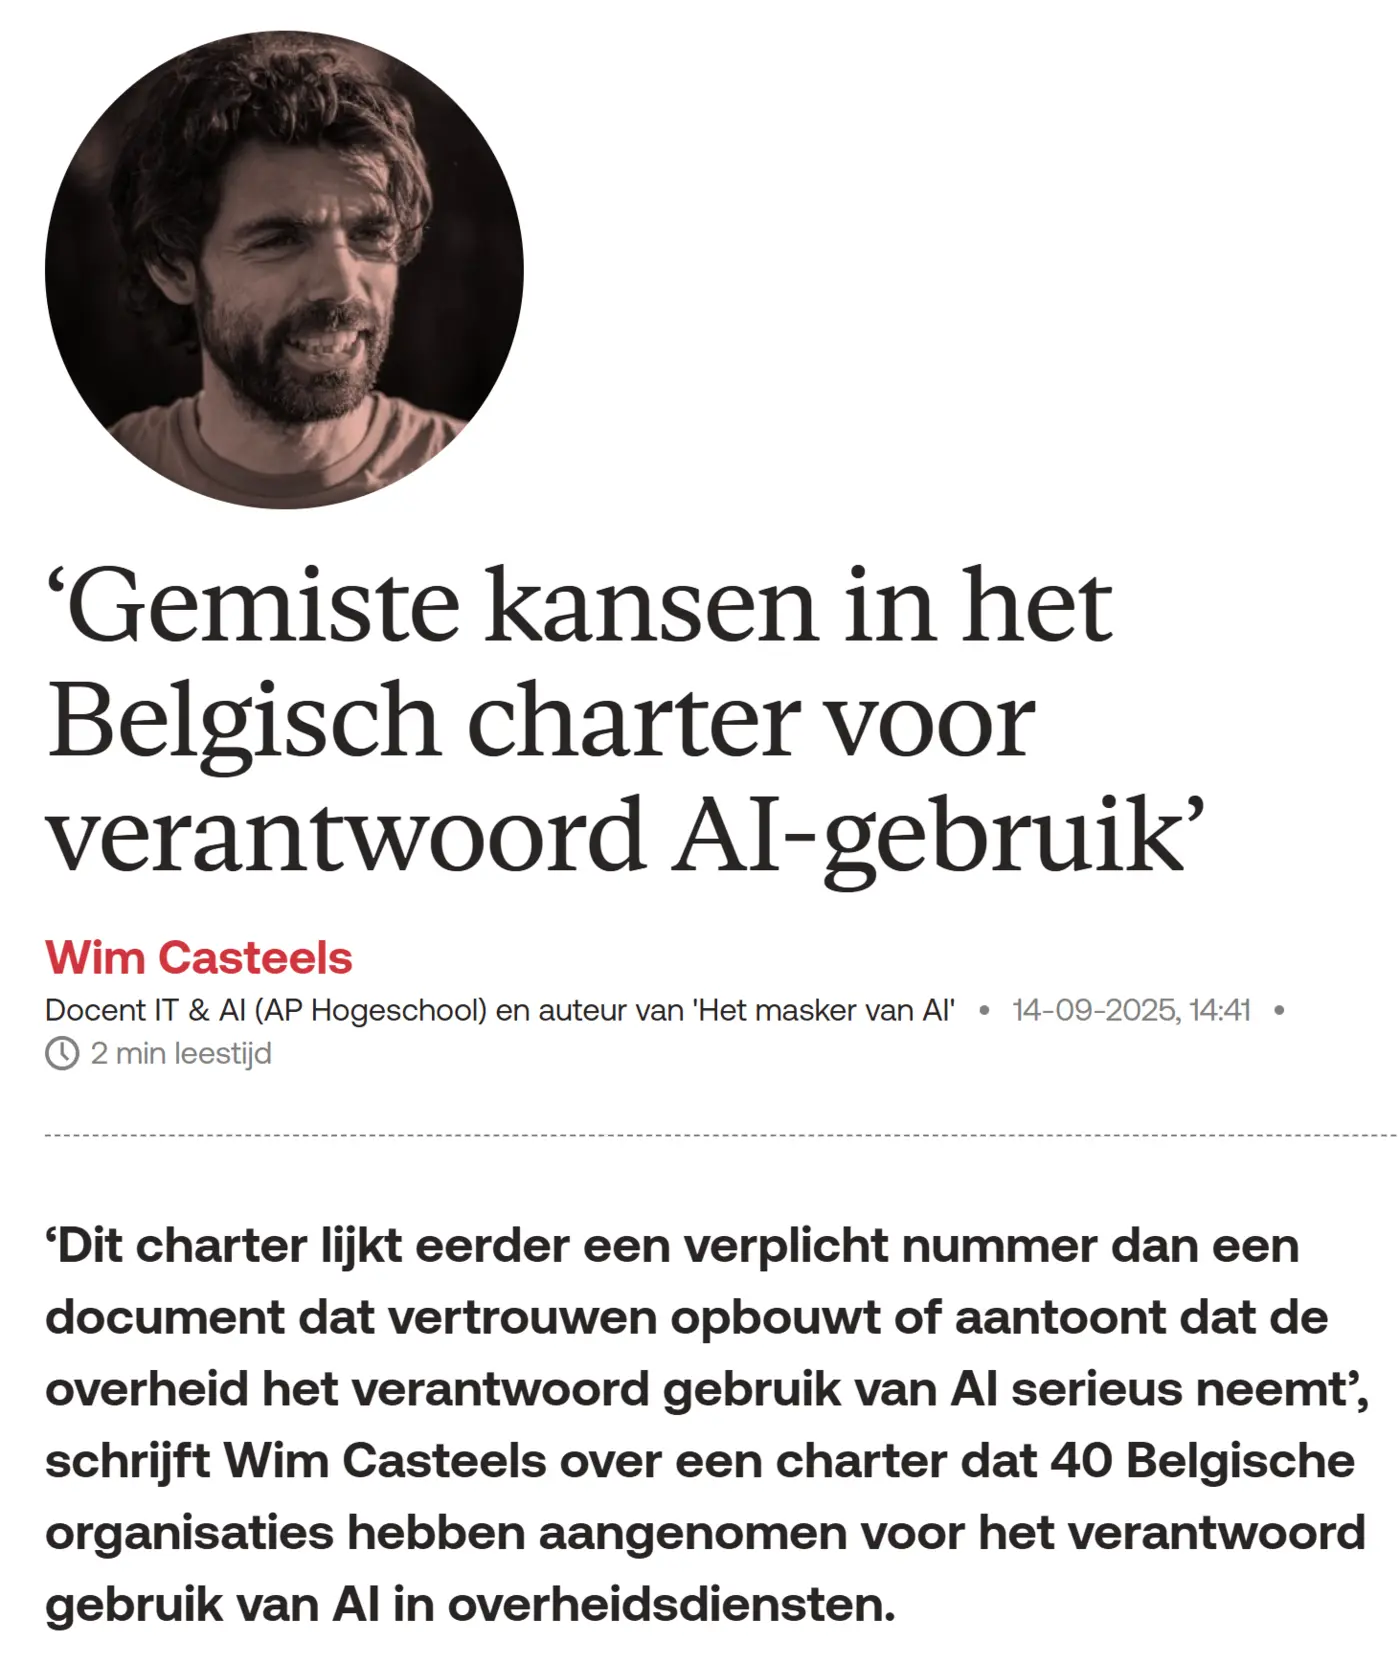 ‘Gemiste kansen in het
Belgisch charter voor
verantwoord AI-gebruik’
Wim Casteels
Docent IT & AI (AP Hogeschool) en auteur van 'Het masker van AI' • 14-09-2025, 14:41 •
2 min leestijd
‘Dit charter lijkt eerder een verplicht nummer dan een
document dat vertrouwen opbouwt of aantoont dat de
overheid het verantwoord gebruik van AI serieus neemt’,
schrijft Wim Casteels over een charter dat 40 Belgische
organisaties hebben aangenomen voor het verantwoord
gebruik van AI in overheidsdiensten.